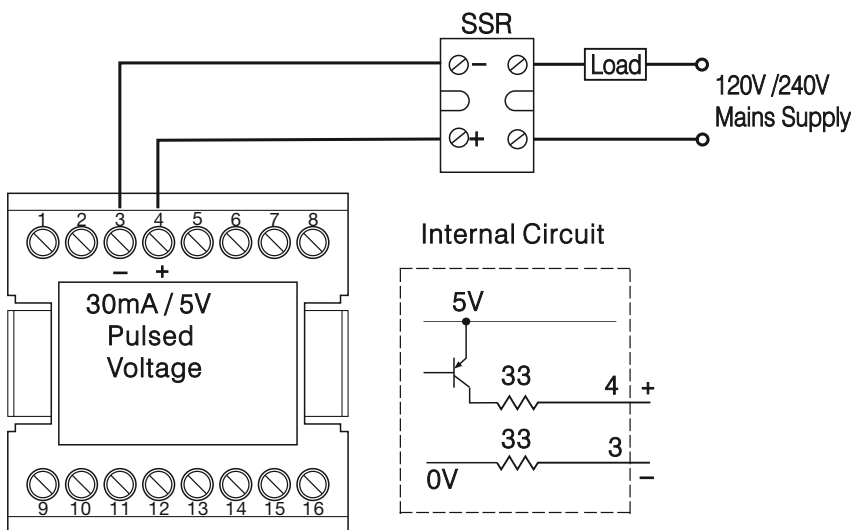 SSR
−
Load
120V /240V
Mains Supply
+
1 2 3 4 5 6 7 8
− +
30mA / 5V
Pulsed
Voltage
9 10 11 12 13 14 15 16
Internal Circuit
5V
33 4 +
33 3
0V −